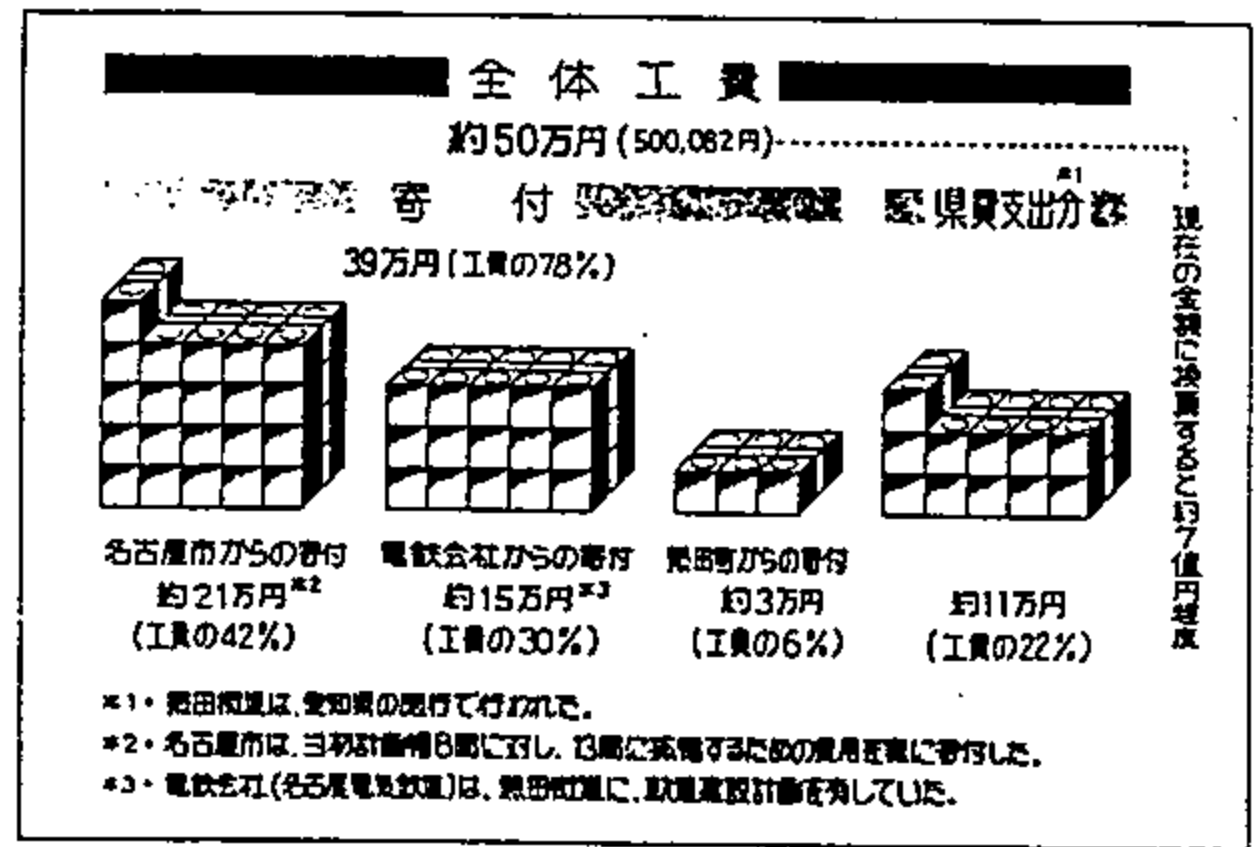 全体工費
約50万円(500,082円)
寄付
*1
県費支出分
39万円(工費の78%)
現在の金額に換算すると約7億円程度
名古屋市からの寄付
約21万円*2
(工費の42%)
電鉄会社からの寄付
約15万円*3
(工費の30%)
熱田町からの寄付
約3万円
(工費の6%)
約11万円
(工費の22%)
*1・熱田街道は、愛知県の施行で行われた。
*2・名古屋市は、当初計画幅8間に対し、13間に拡幅するための費用を県に寄付した。
*3・電鉄会社(名古屋電気鉄道)は、熱田街道に、軌道建設計画を有していた。